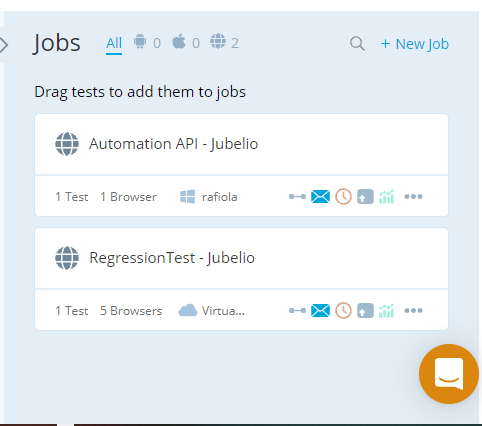 Jobs All 0 0 2 + New Job
Drag tests to add them to jobs
Automation API - Jubelio
1 Test 1 Browser rafiola
RegressionTest - Jubelio
1 Test 5 Browsers Virtua...